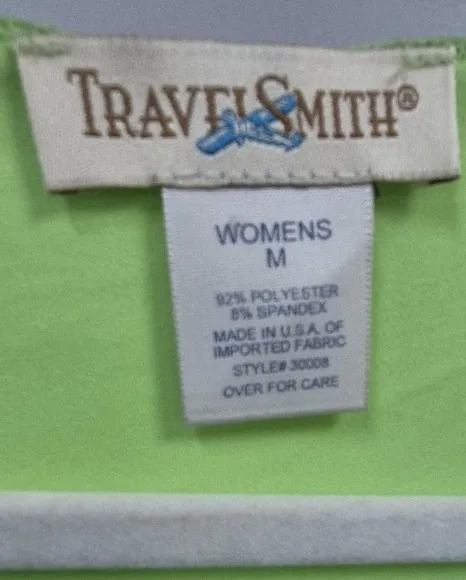 TRAVELSMITH®
WOMENS
M
92% POLYESTER
8% SPANDEX
MADE IN U.S.A. OF
IMPORTED FABRIC
STYLE# 30008
OVER FOR CARE